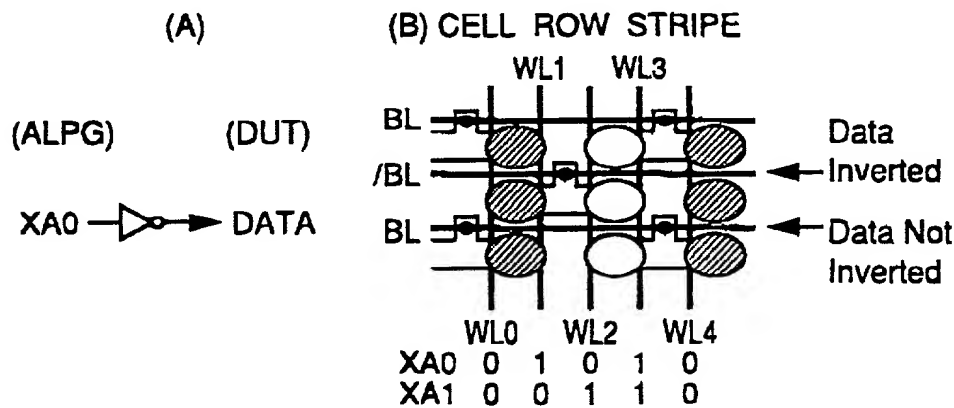 (A)
(B) CELL ROW STRIPE
WL1 WL3
(ALPG) (DUT)
XA0 DATA
BL
/BL
BL
Data
Inverted
Data Not
Inverted
WL0 WL2 WL4
XA0 0 1 0 1 0
XA1 0 0 1 1 0